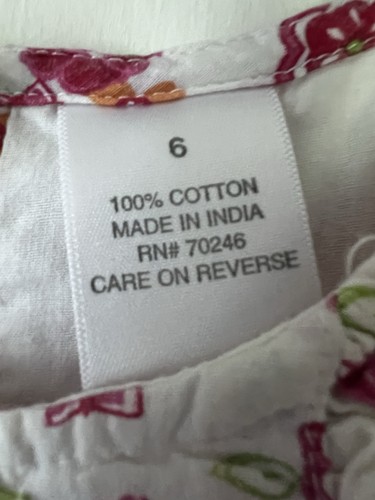 6
100% COTTON
MADE IN INDIA
RN# 70246
CARE ON REVERSE